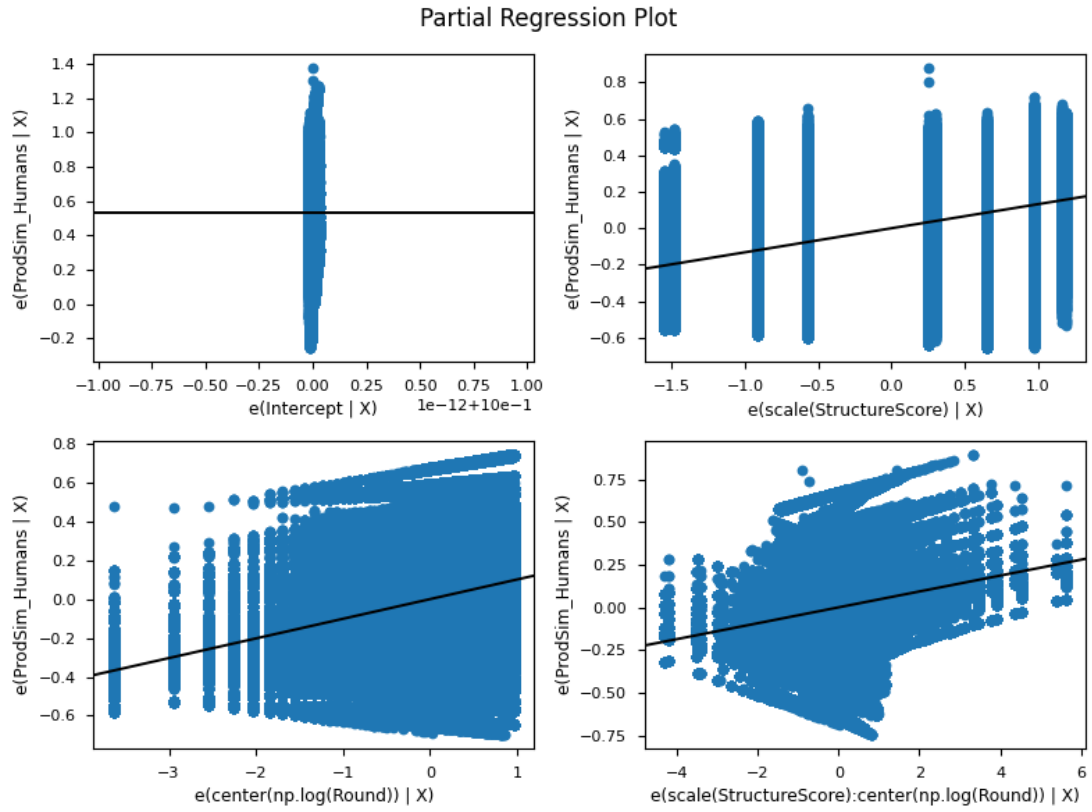 Partial Regression Plot
e(ProdSim_Humans | X)
1.4
1.2
1.0
0.8
0.6
0.4
0.2
0.0
−0.2
−1.00 −0.75 −0.50 −0.25 0.00 0.25 0.50 0.75 1.00
e(Intercept | X)
1e−12+10e−1
e(ProdSim_Humans | X)
0.8
0.6
0.4
0.2
0.0
−0.2
−0.4
−0.6
−1.5 −1.0 −0.5 0.0 0.5 1.0
e(scale(StructureScore) | X)
e(ProdSim_Humans | X)
0.8
0.6
0.4
0.2
0.0
−0.2
−0.4
−0.6
−3 −2 −1 0 1
e(center(np.log(Round)) | X)
e(ProdSim_Humans | X)
0.75
0.50
0.25
0.00
−0.25
−0.50
−0.75
−4 −2 0 2 4 6
e(scale(StructureScore):center(np.log(Round)) | X)